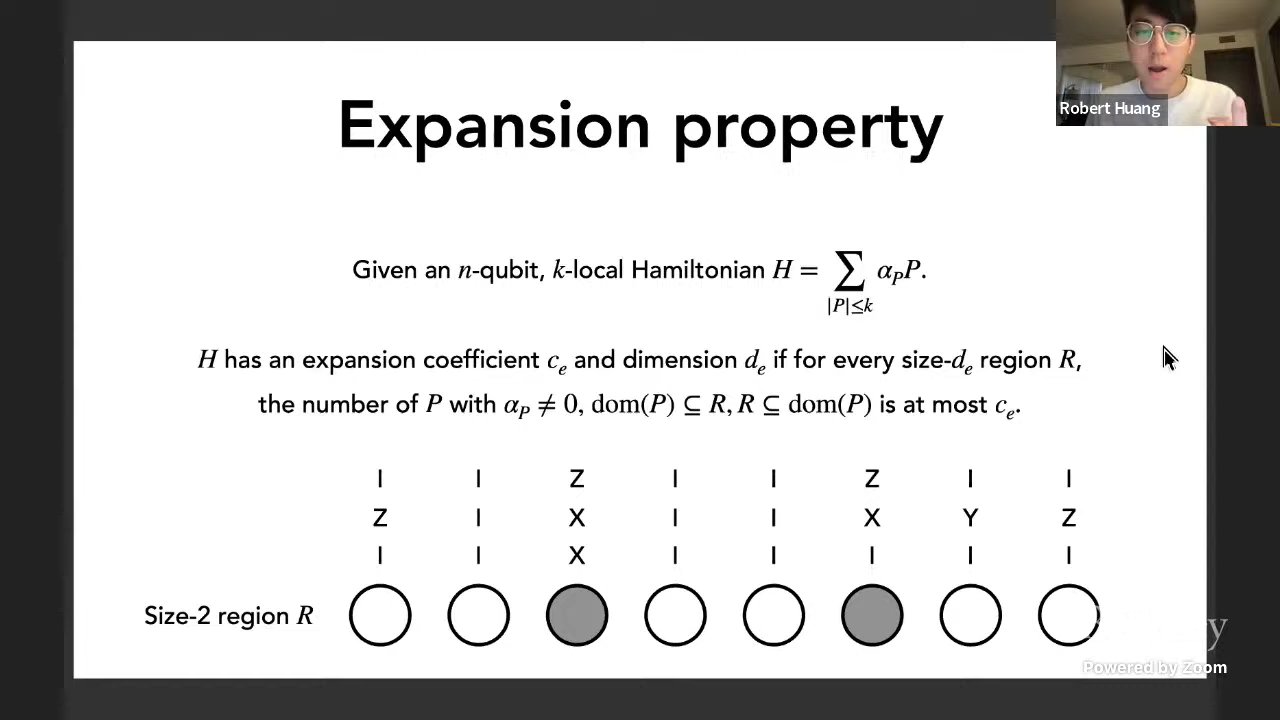 Expansion property
Robert Huang
Given an n-qubit, k-local Hamiltonian H = ∑_{|P|≤k} α_P P.
H has an expansion coefficient c_e and dimension d_e if for every size-d_e region R,
the number of P with α_P ≠ 0, dom(P) ⊆ R, R ⊆ dom(P) is at most c_e.
I I Z I I Z I I
Z I X I I X Y Z
I I X I I I I I
Size-2 region R
Powered by Zoom